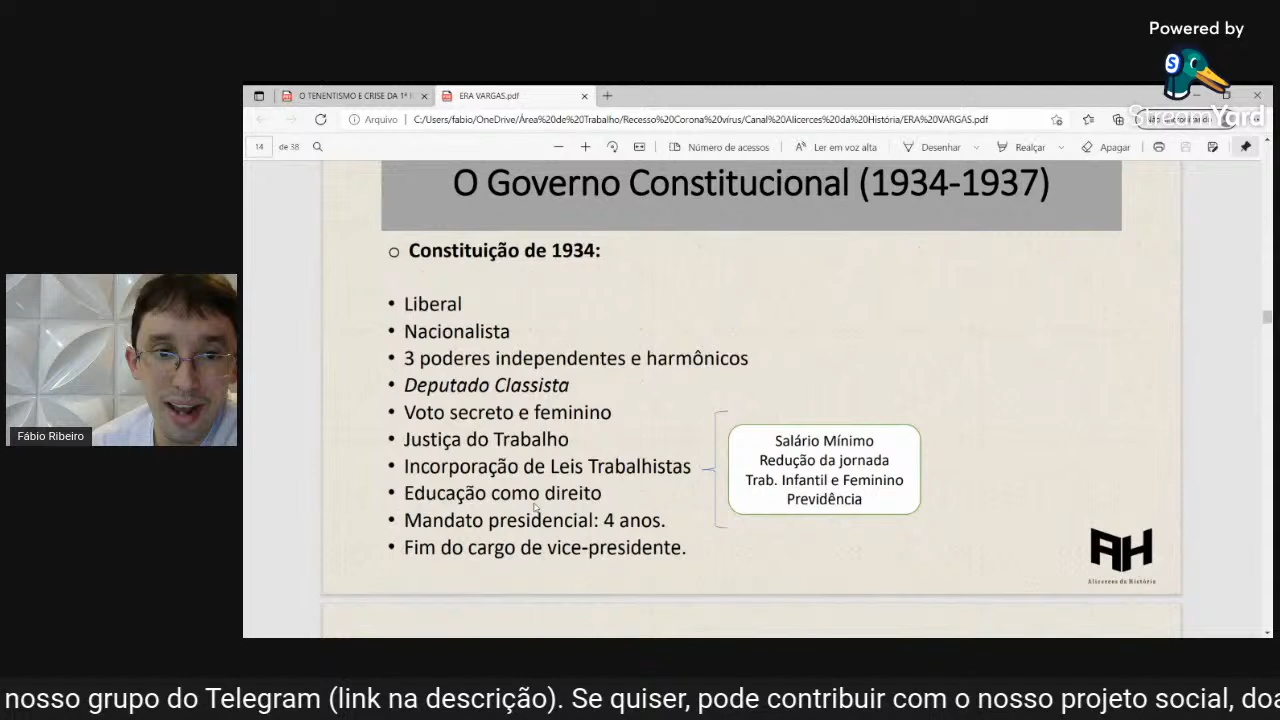 Powered by
S
StreamYard
O TENENTISMO E CRISE DA 1ª
ERA VARGAS.pdf
Arquivo
C:/Users/fabio/OneDrive/Área%20de%20Trabalho/Recesso%20Corona%20vírus/Canal%20Alicerces%20da%20História/ERA%20VARGAS.pdf
14
de 38
Número de acessos
Ler em voz alta
Desenhar
Realçar
Apagar
O Governo Constitucional (1934-1937)
Constituição de 1934:
• Liberal
• Nacionalista
• 3 poderes independentes e harmônicos
• Deputado Classista
• Voto secreto e feminino
• Justiça do Trabalho
• Incorporação de Leis Trabalhistas
• Educação como direito
• Mandato presidencial: 4 anos.
• Fim do cargo de vice-presidente.
Salário Mínimo
Redução da jornada
Trab. Infantil e Feminino
Previdência
AH
Alicerces da História
Fábio Ribeiro
nosso grupo do Telegram (link na descrição). Se quiser, pode contribuir com o nosso projeto social, doa